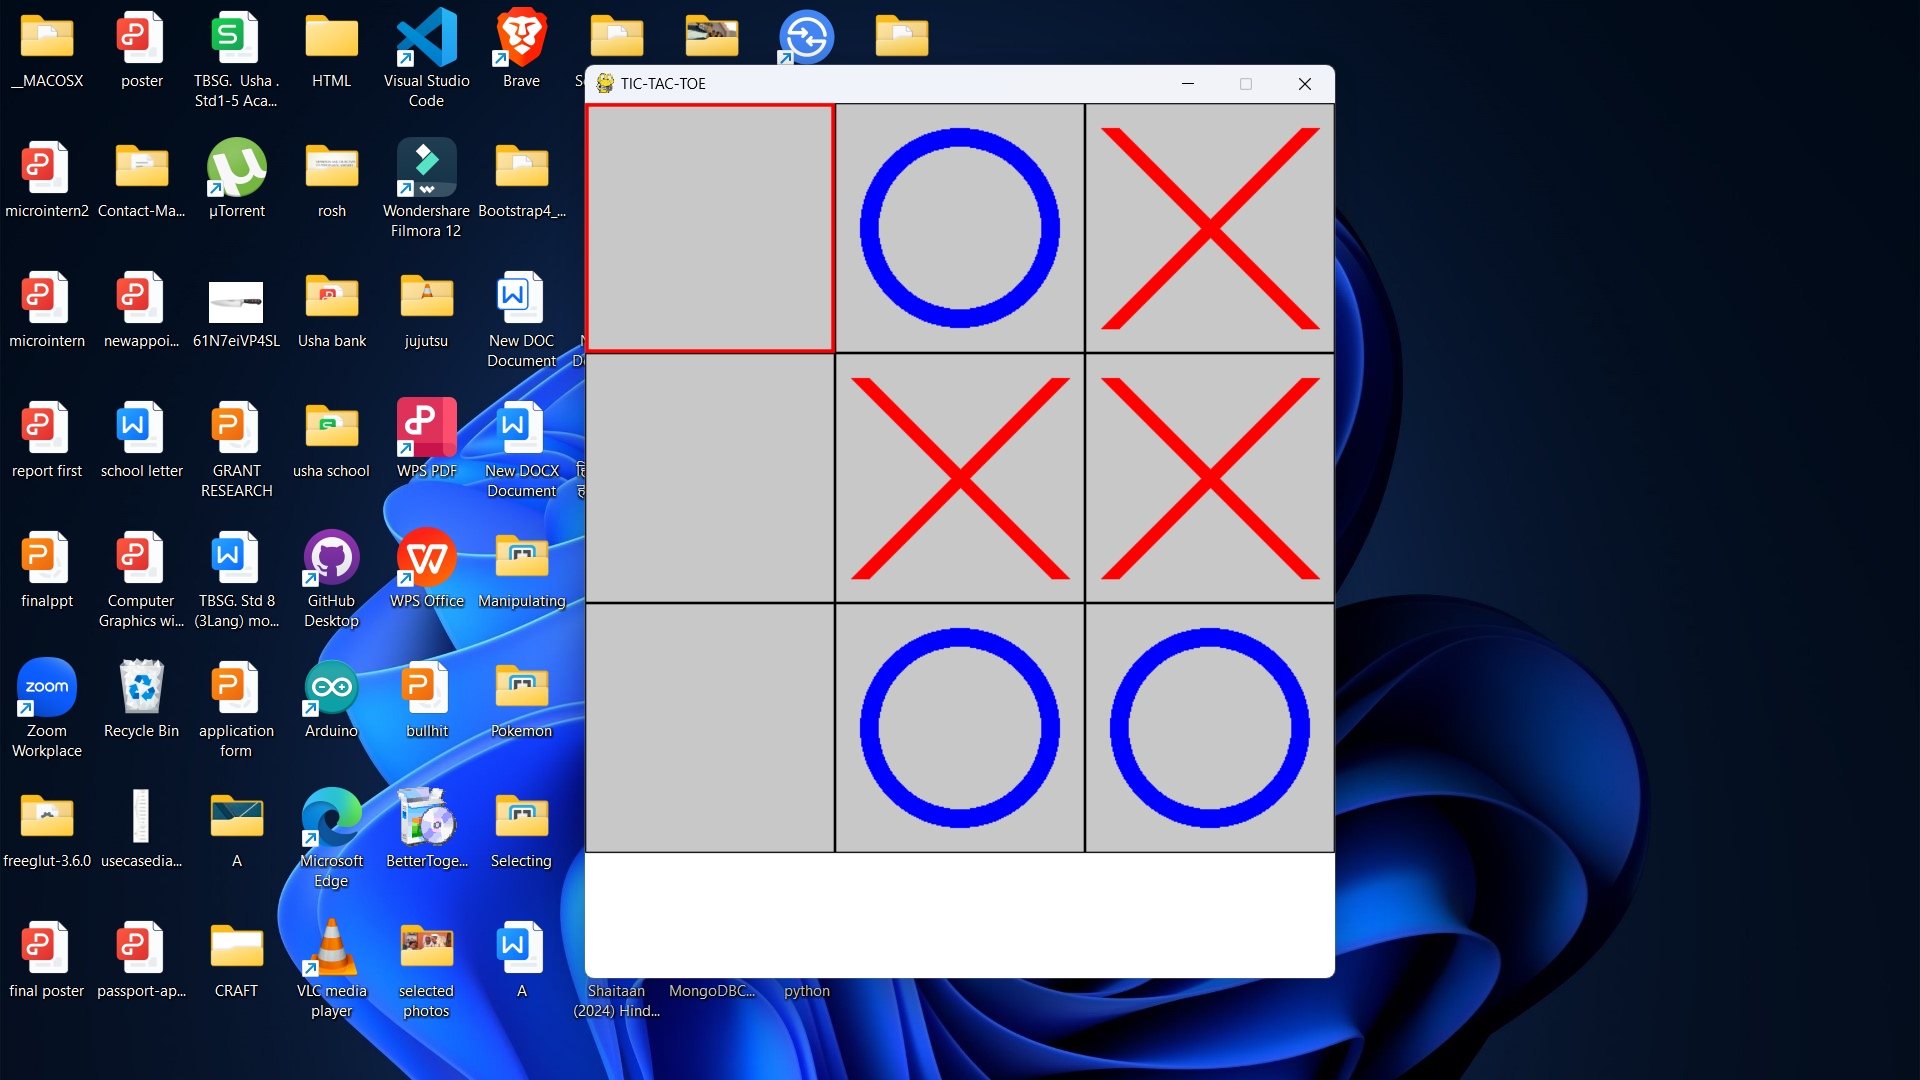 __MACOSX
poster
TBSG. Usha .
Std1-5 Aca...
HTML
Visual Studio
Code
Brave
TIC-TAC-TOE
microintern2
Contact-Ma...
µTorrent
rosh
Wondershare
Filmora 12
Bootstrap4_...
microintern
newappoi...
61N7eiVP4SL
Usha bank
jujutsu
New DOC
Document
report first
school letter
GRANT
RESEARCH
usha school
WPS PDF
New DOCX
Document
finalppt
Computer
Graphics wi...
TBSG. Std 8
(3Lang) mo...
GitHub
Desktop
WPS Office
Manipulating
zoom
Zoom
Workplace
Recycle Bin
application
form
Arduino
bullhit
Pokemon
freeglut-3.6.0
usecasedia...
A
Microsoft
Edge
BetterToge...
Selecting
final poster
passport-ap...
CRAFT
VLC media
player
selected
photos
A
Shaitaan
(2024) Hind...
MongoDBC...
python